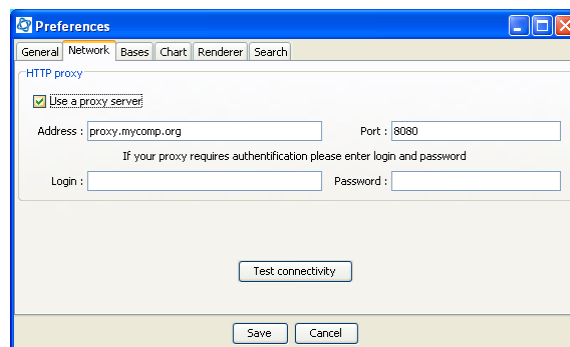 Preferences
General Network Bases Chart Renderer Search
HTTP proxy
Use a proxy server
Address : proxy.mycomp.org Port : 8080
If your proxy requires authentification please enter login and password
Login : Password :
Test connectivity
Save Cancel